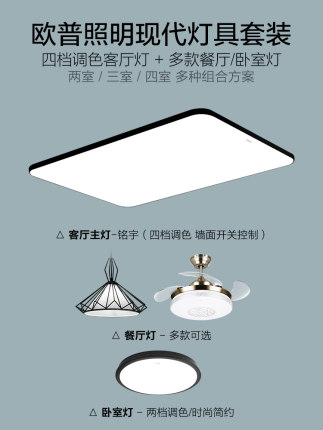 欧普照明现代灯具套装
四档调色客厅灯 + 多款餐厅/卧室灯
两室 / 三室 / 四室 多种组合方案
△ 客厅主灯-铭宇（四档调色 墙面开关控制）
△ 餐厅灯 - 多款可选
△ 卧室灯 - 两档调色/时尚简约